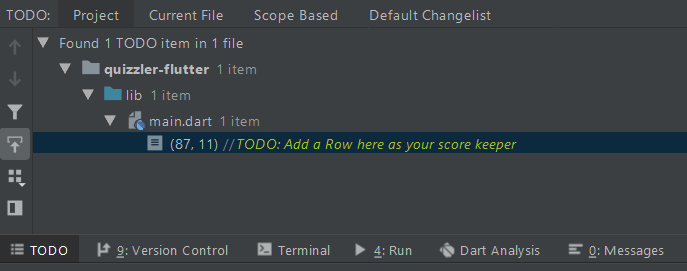 TODO: Project Current File Scope Based Default Changelist
Found 1 TODO item in 1 file
quizzler-flutter 1 item
lib 1 item
main.dart 1 item
(87, 11) //TODO: Add a Row here as your score keeper
TODO 9: Version Control Terminal 4: Run Dart Analysis 0: Messages